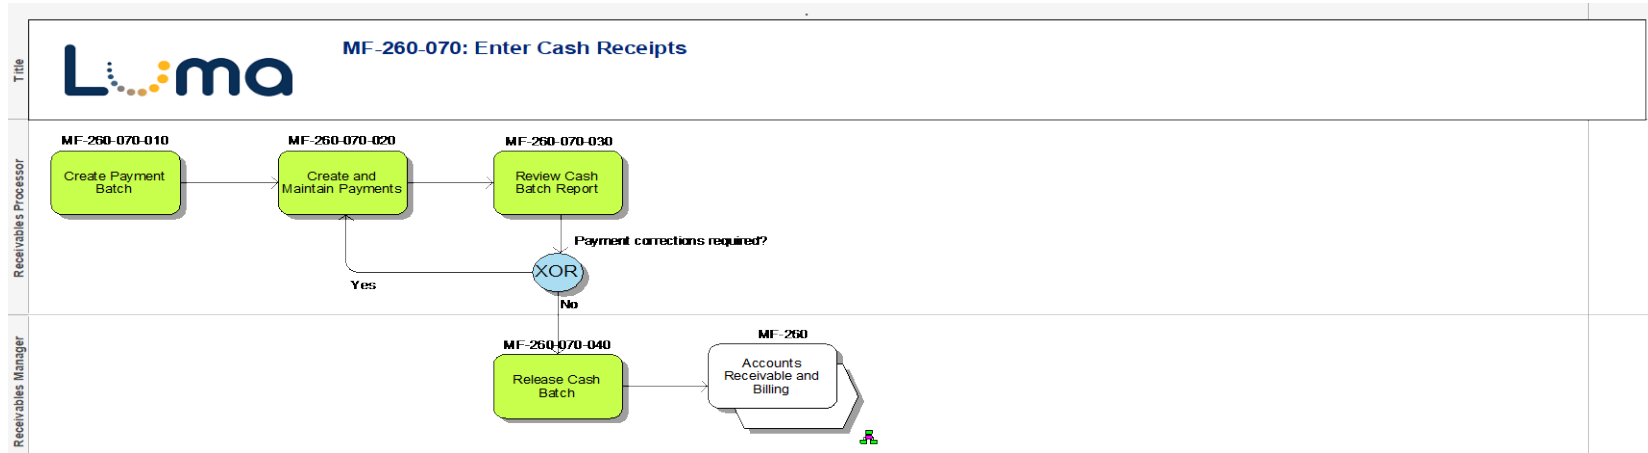 Title
Luma
MF-260-070: Enter Cash Receipts
Receivables Processor
MF-260-070-010
Create Payment
Batch
MF-260-070-020
Create and
Maintain Payments
MF-260-070-030
Review Cash
Batch Report
Payment corrections required?
XOR
Yes
No
Receivables Manager
MF-260-070-040
Release Cash
Batch
MF-260
Accounts
Receivable and
Billing